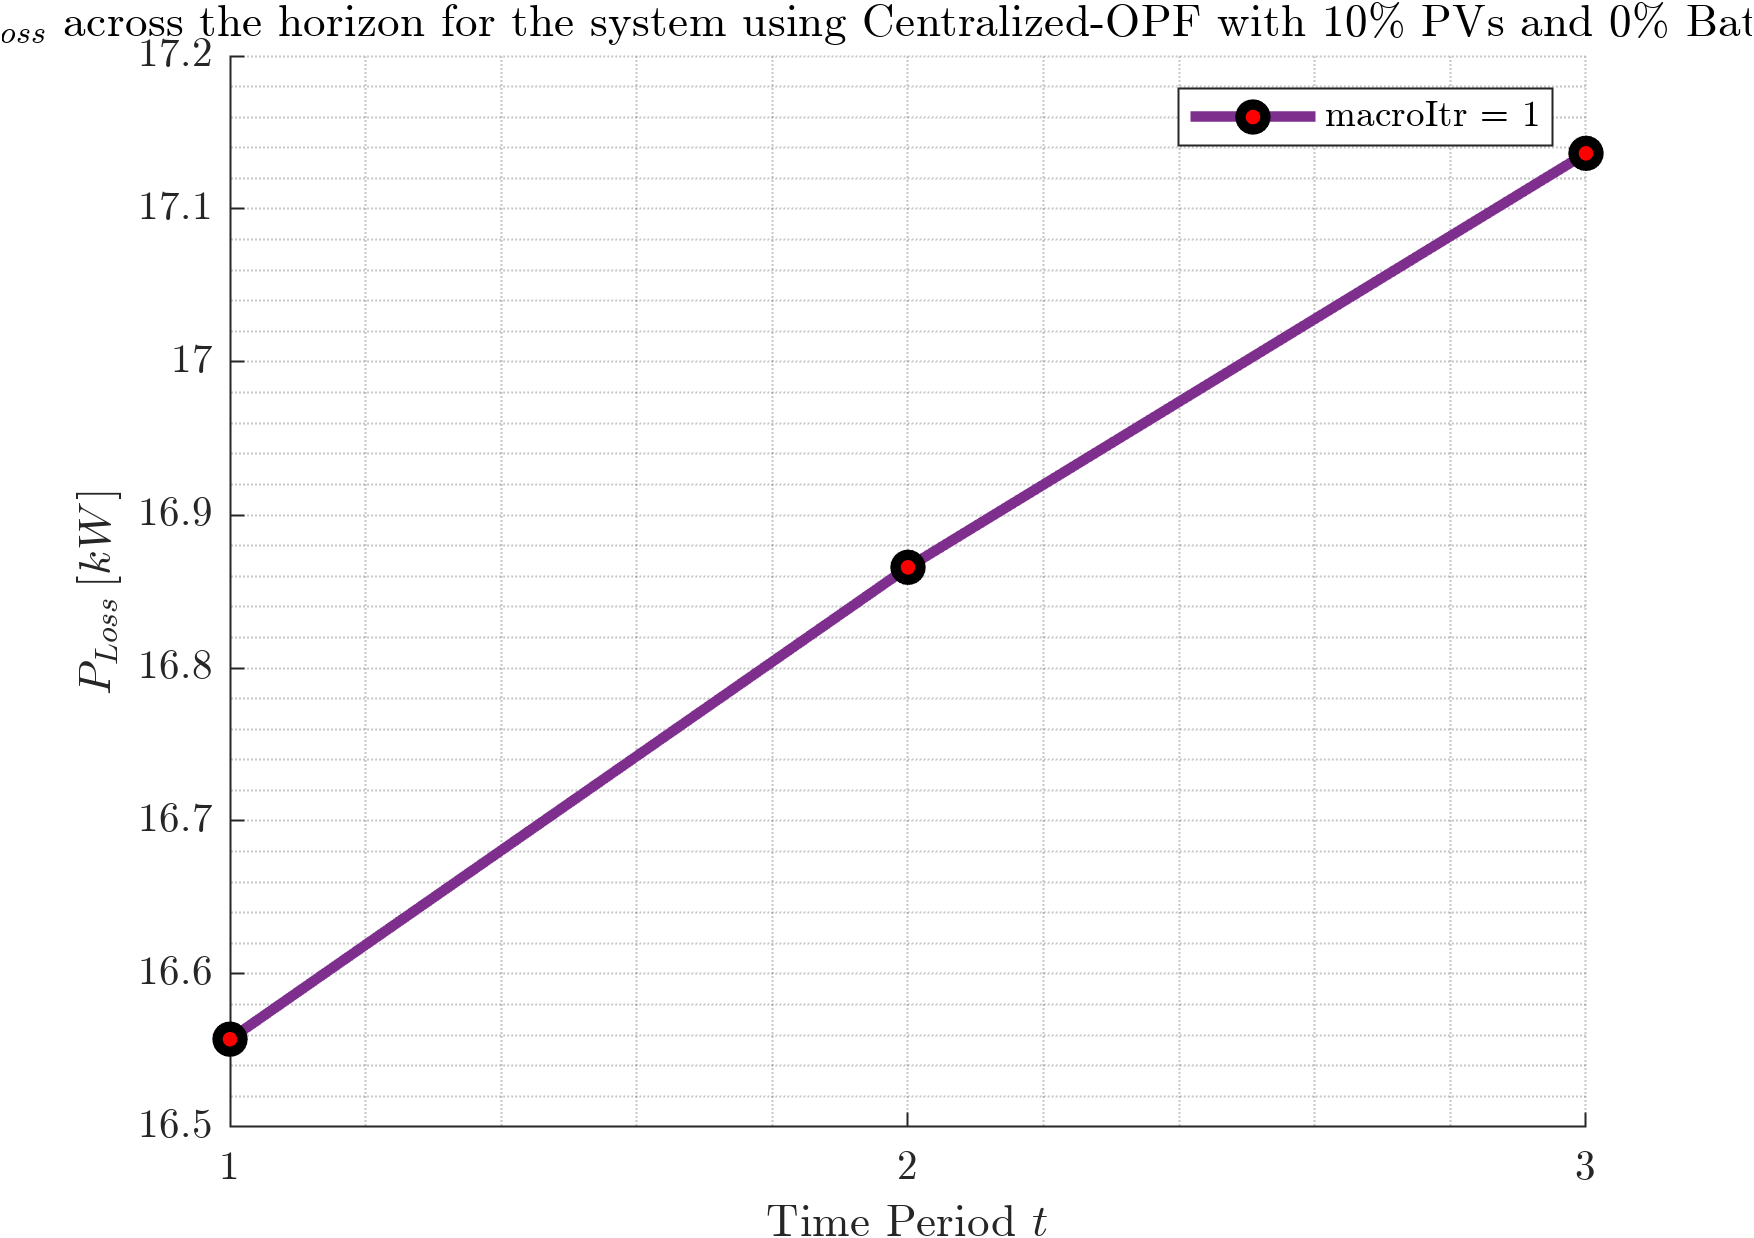 oss across the horizon for the system using Centralized-OPF with 10% PVs and 0% Bat
17.2
17.1
17
16.9
16.8
16.7
16.6
16.5
P_{Loss} [kW]
macroItr = 1
1
2
3
Time Period t